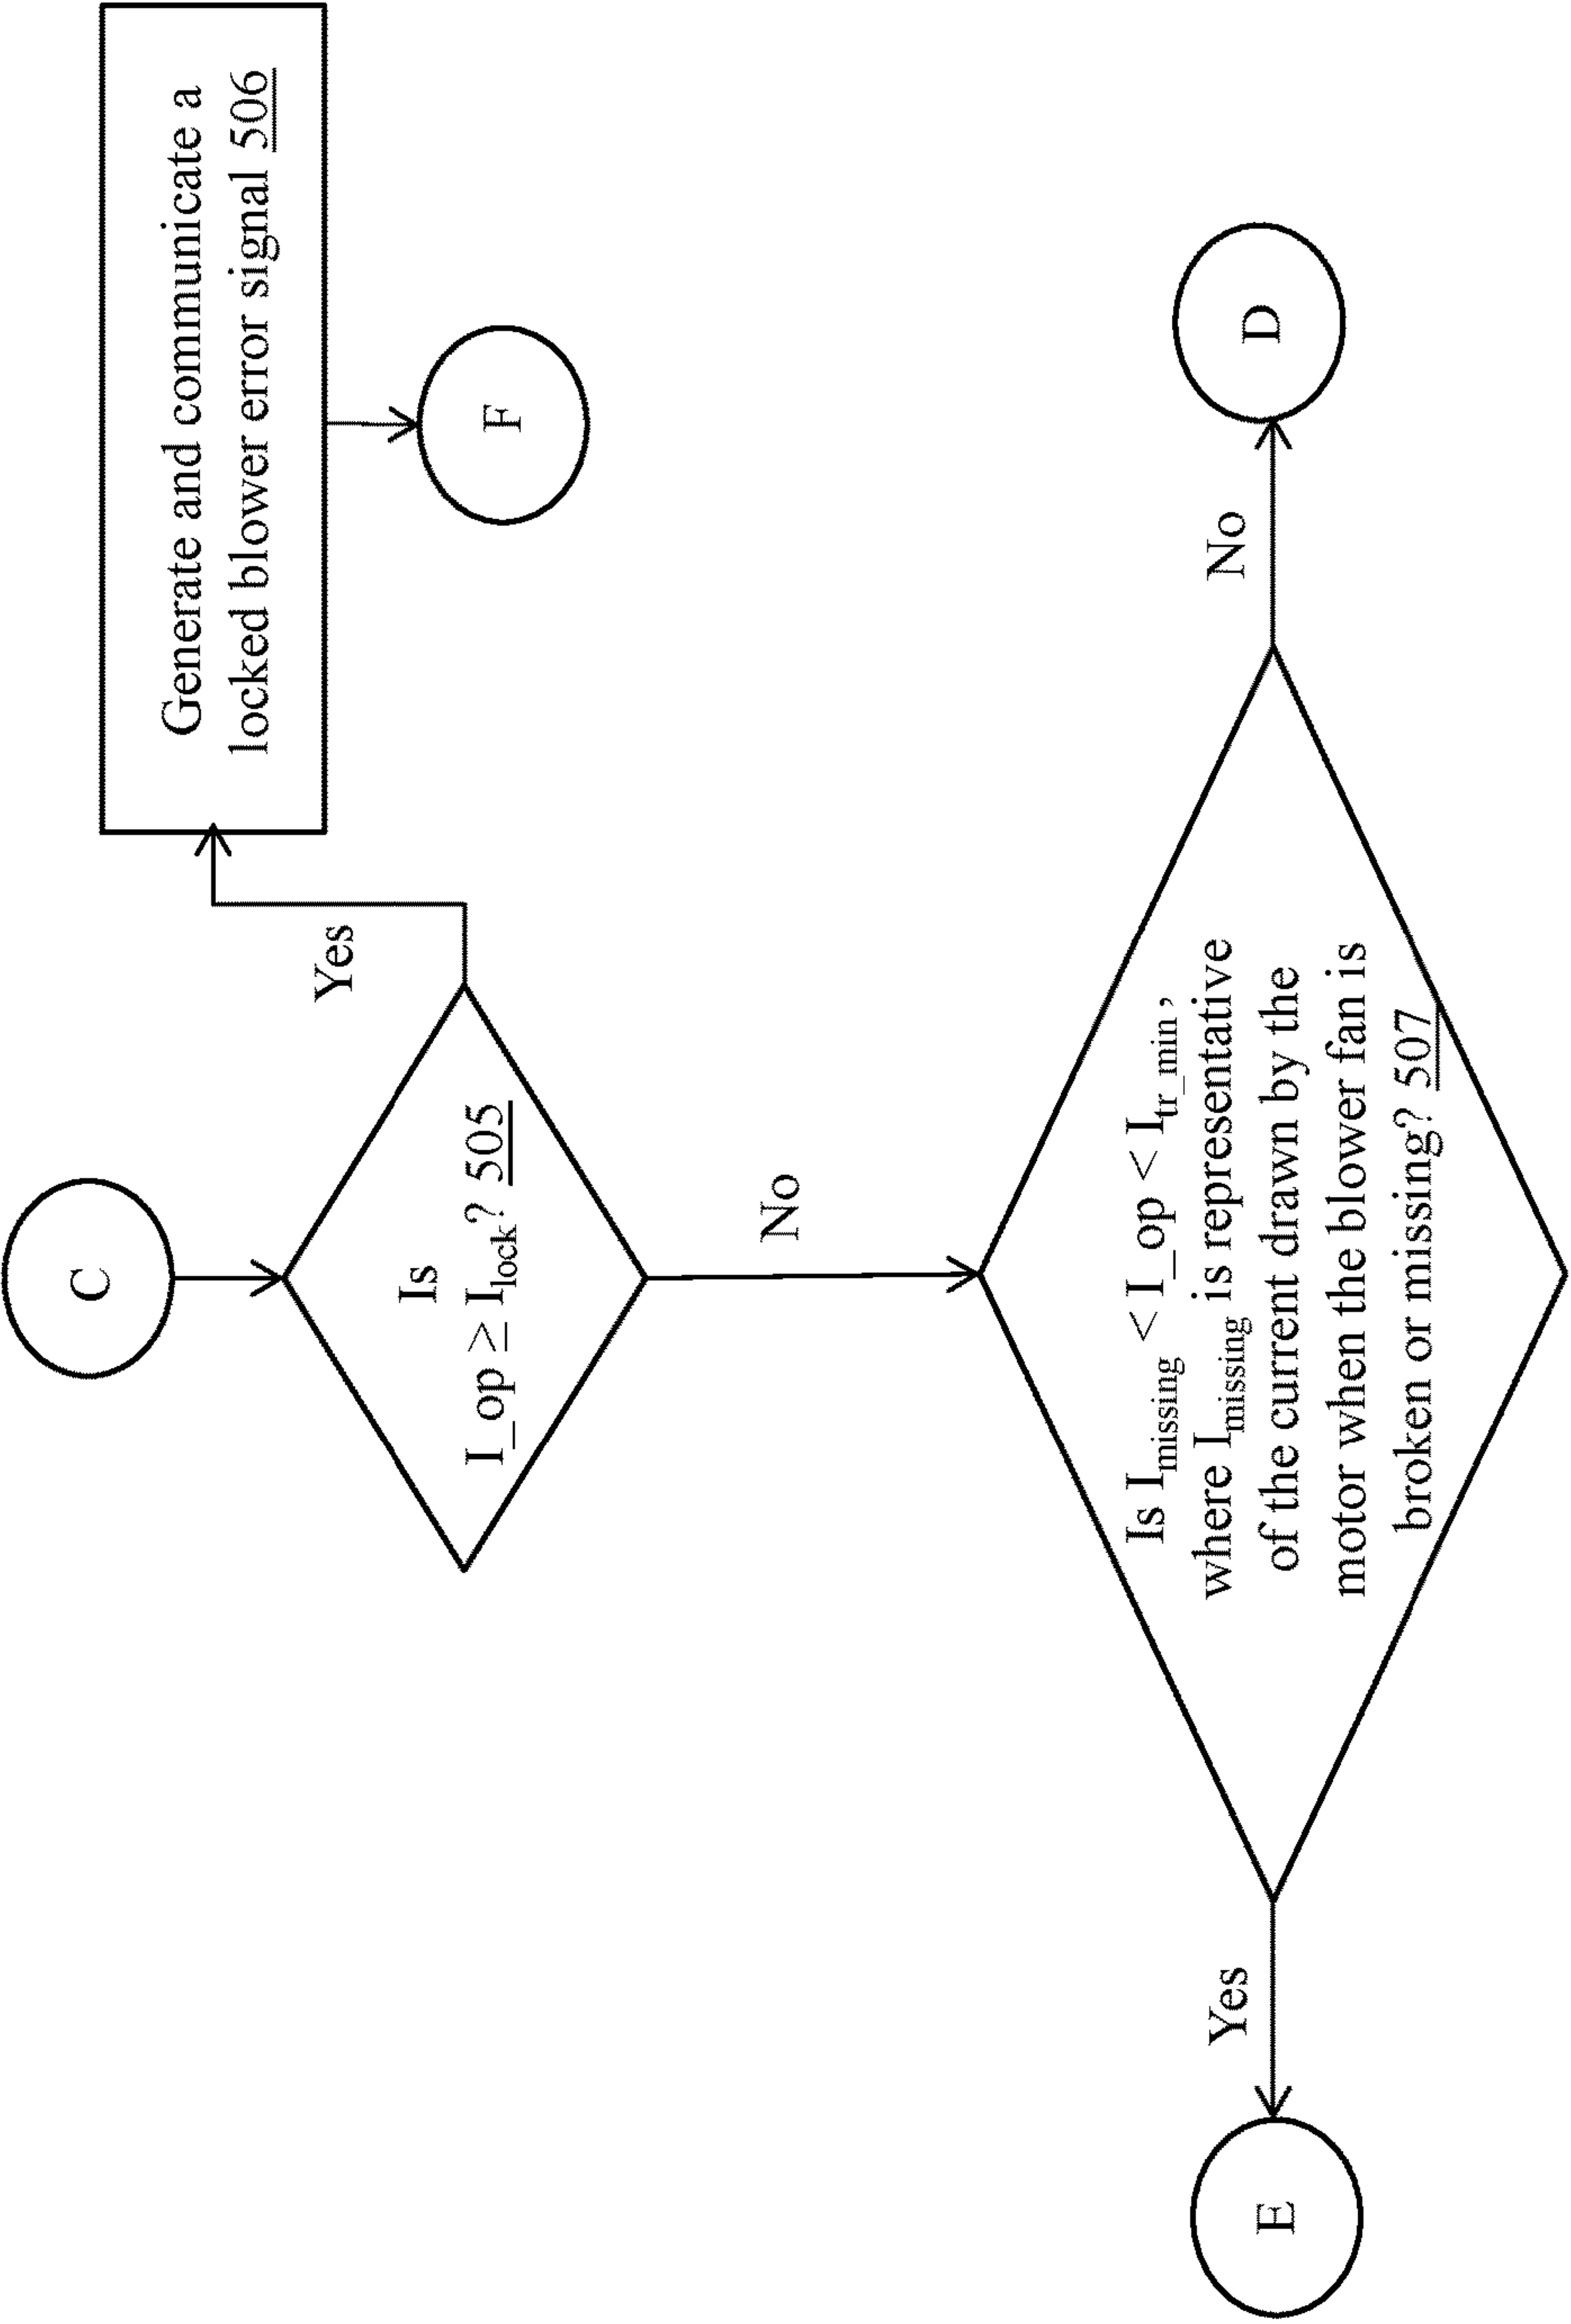 C
Is
I_op ≥ I_lock? 505
Yes
Generate and communicate a
locked blower error signal 506
F
No
Is I_missing < I_op < I_tr_min,
where I_missing is representative
of the current drawn by the
motor when the blower fan is
broken or missing? 507
Yes
E
No
D